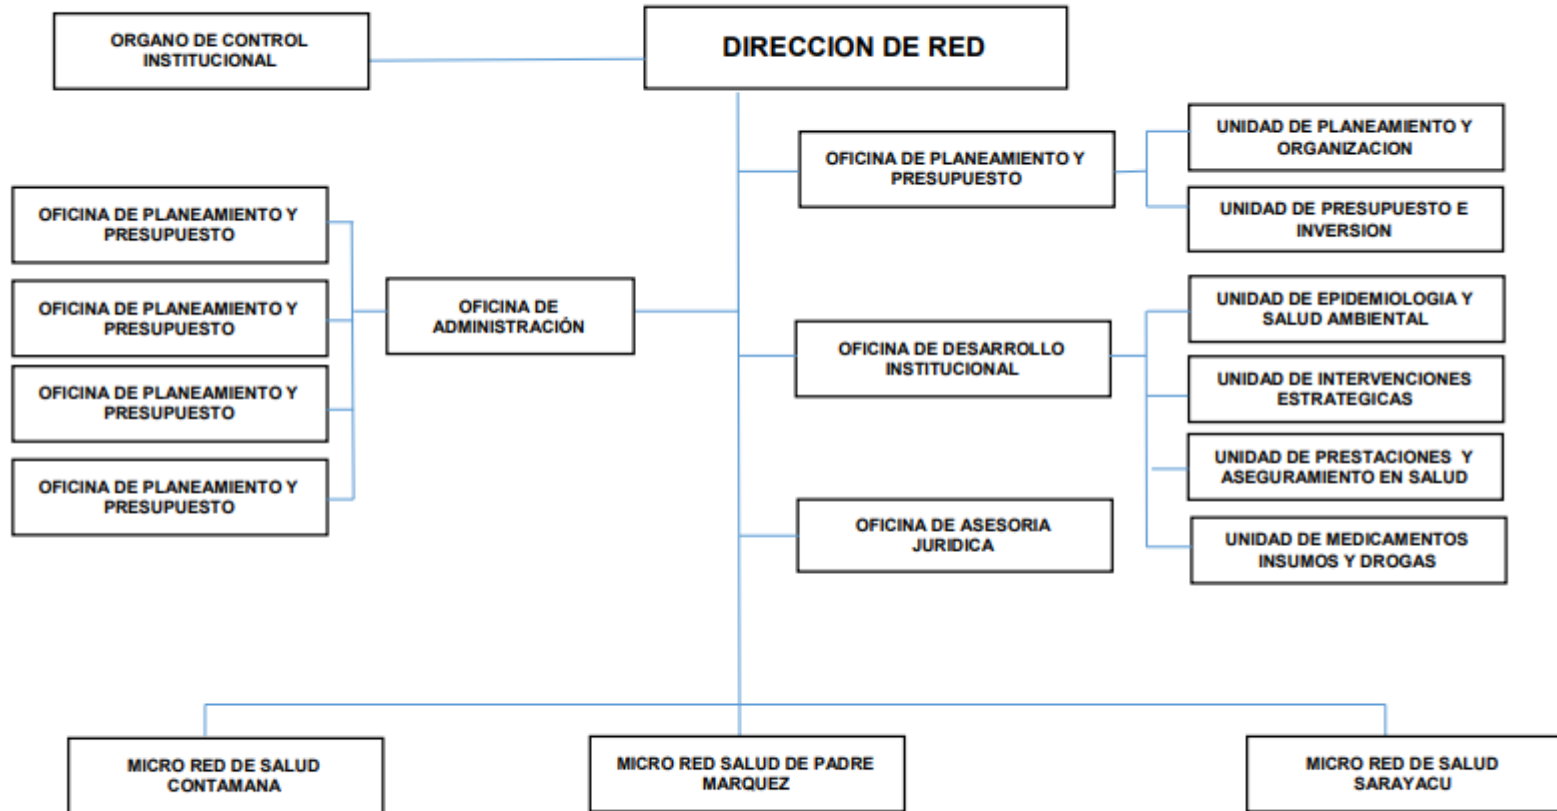 ORGANO DE CONTROL
INSTITUCIONAL
DIRECCION DE RED
OFICINA DE PLANEAMIENTO Y
PRESUPUESTO
UNIDAD DE PLANEAMIENTO Y
ORGANIZACION
UNIDAD DE PRESUPUESTO E
INVERSION
OFICINA DE PLANEAMIENTO Y
PRESUPUESTO
OFICINA DE PLANEAMIENTO Y
PRESUPUESTO
OFICINA DE PLANEAMIENTO Y
PRESUPUESTO
OFICINA DE PLANEAMIENTO Y
PRESUPUESTO
OFICINA DE
ADMINISTRACIÓN
OFICINA DE DESARROLLO
INSTITUCIONAL
UNIDAD DE EPIDEMIOLOGIA Y
SALUD AMBIENTAL
UNIDAD DE INTERVENCIONES
ESTRATEGICAS
UNIDAD DE PRESTACIONES Y
ASEGURAMIENTO EN SALUD
UNIDAD DE MEDICAMENTOS
INSUMOS Y DROGAS
OFICINA DE ASESORIA
JURIDICA
MICRO RED DE SALUD
CONTAMANA
MICRO RED SALUD DE PADRE
MARQUEZ
MICRO RED DE SALUD
SARAYACU